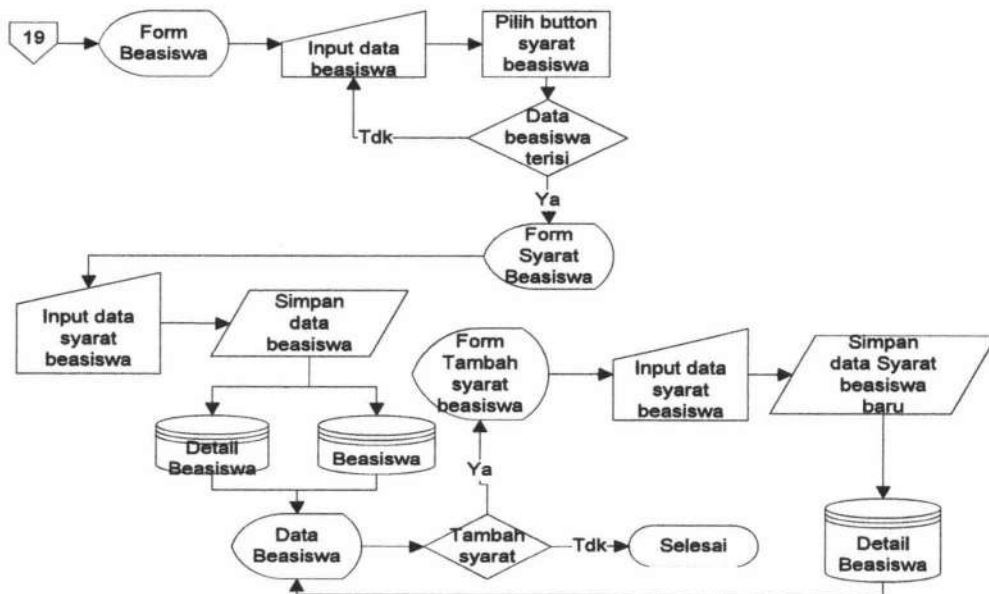 19
Form
Beasiswa
Input data
beasiswa
Pilih button
syarat
beasiswa
Data
beasiswa
terisi
Tdk
Ya
Form
Syarat
Beasiswa
Input data
syarat
beasiswa
Simpan
data
beasiswa
Detail
Beasiswa
Beasiswa
Data
Beasiswa
Tambah
syarat
Ya
Tdk
Selesai
Form
Tambah
syarat
beasiswa
Input data
syarat
beasiswa
Simpan
data Syarat
beasiswa
baru
Detail
Beasiswa